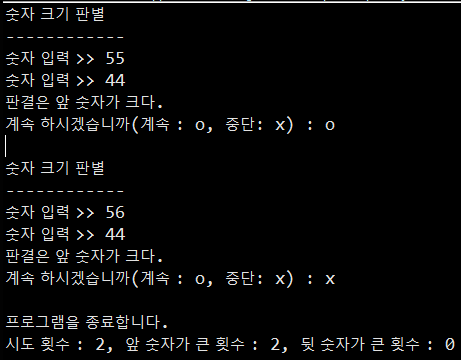 숫자 크기 판별
------------
숫자 입력 >> 55
숫자 입력 >> 44
판결은 앞 숫자가 크다.
계속 하시겠습니까(계속 : o, 중단: x) : o
숫자 크기 판별
------------
숫자 입력 >> 56
숫자 입력 >> 44
판결은 앞 숫자가 크다.
계속 하시겠습니까(계속 : o, 중단: x) : x
프로그램을 종료합니다.
시도 횟수 : 2, 앞 숫자가 큰 횟수 : 2, 뒷 숫자가 큰 횟수 : 0